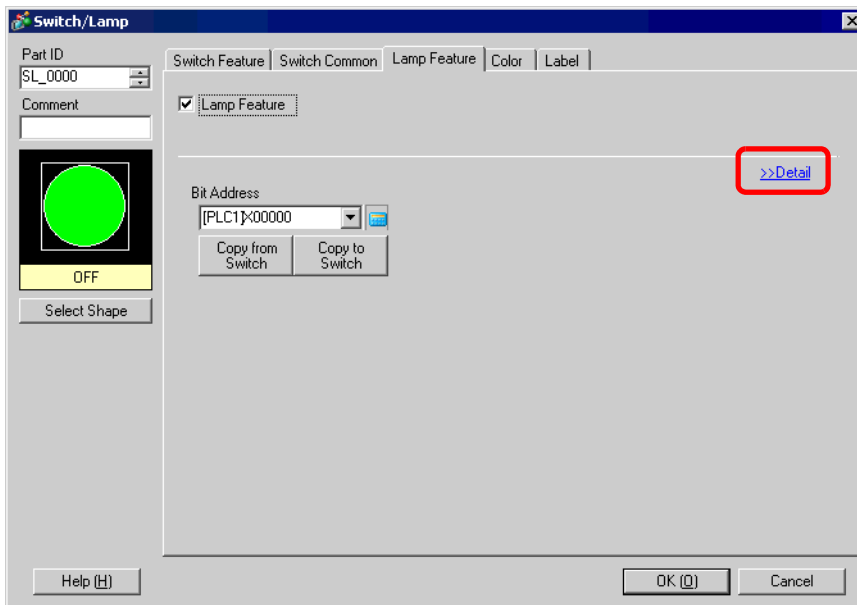 Switch/Lamp
Part ID
SL_0000
Comment
OFF
Select Shape
Switch Feature
Switch Common
Lamp Feature
Color
Label
Lamp Feature
>>Detail
Bit Address
[PLC1]X00000
Copy from
Switch
Copy to
Switch
Help (H)
OK (O)
Cancel